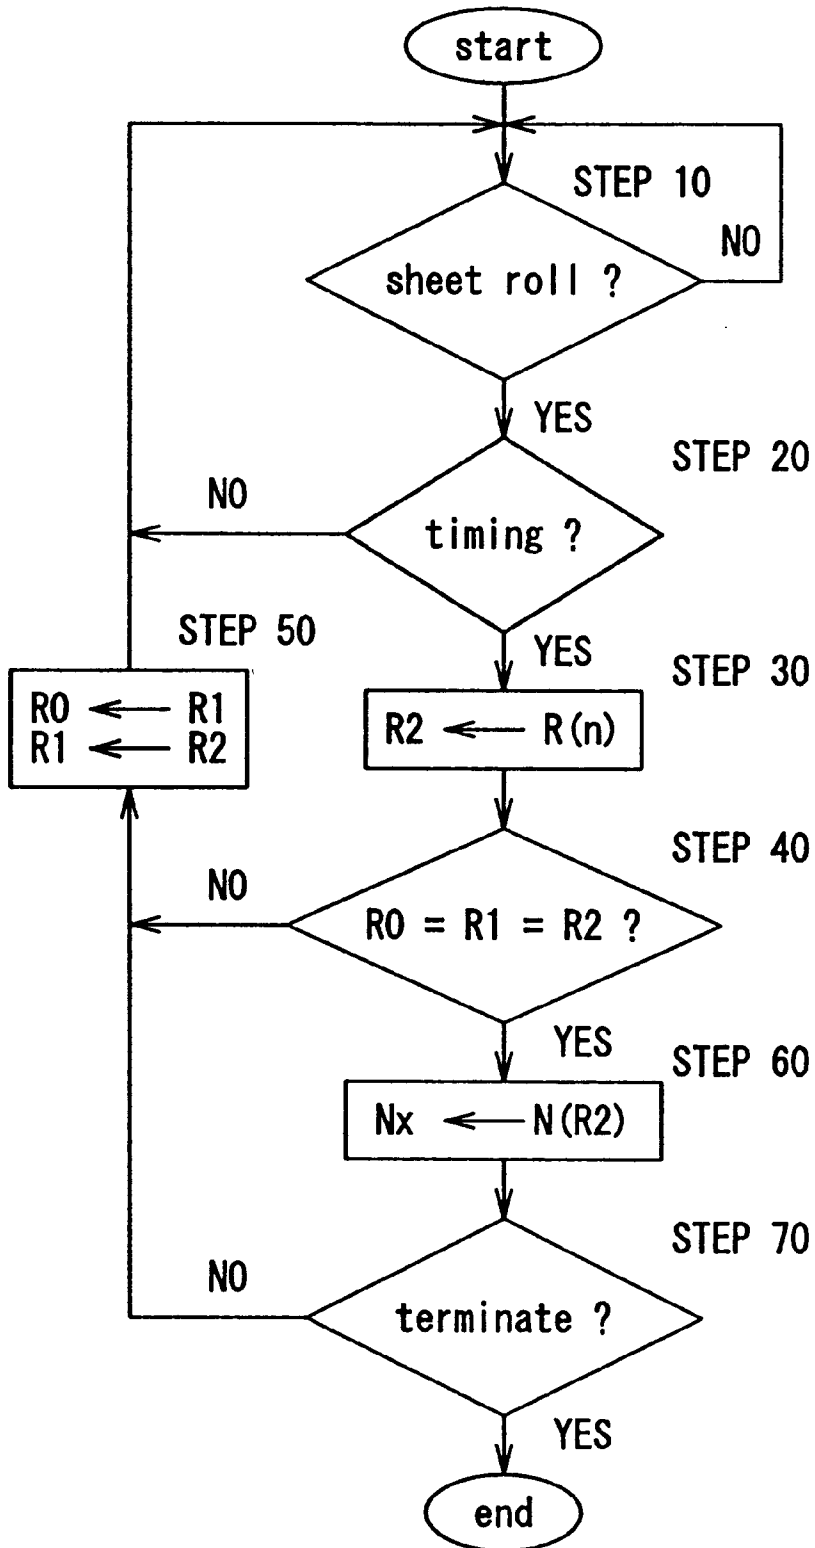 start
STEP 10
NO
sheet roll ?
YES
STEP 20
NO
timing ?
STEP 50
YES
STEP 30
R0 ← R1
R1 ← R2
R2 ← R(n)
STEP 40
NO
R0 = R1 = R2 ?
YES
STEP 60
Nx ← N(R2)
STEP 70
NO
terminate ?
YES
end